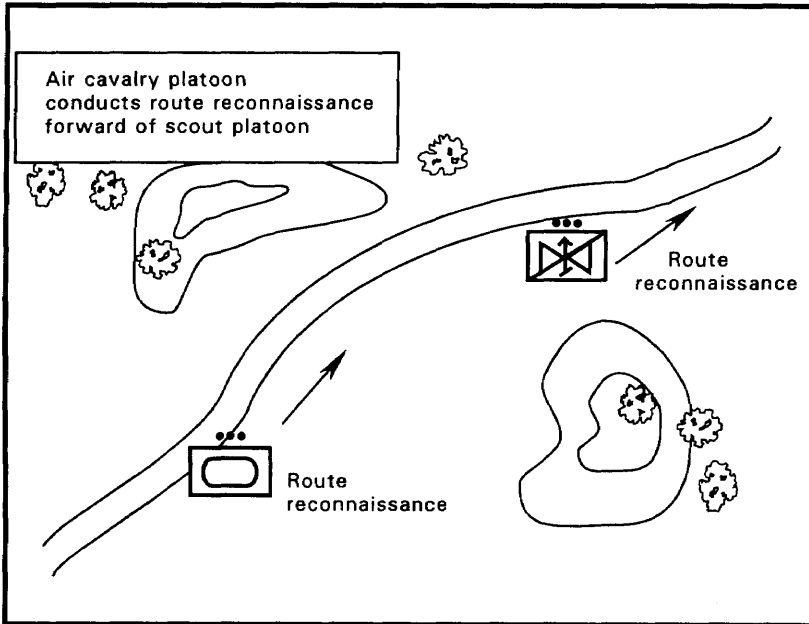 Air cavalry platoon
conducts route reconnaissance
forward of scout platoon
Route
reconnaissance
Route
reconnaissance